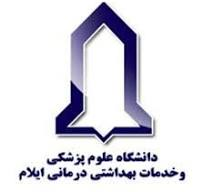 دانشگاه علوم پزشکی
وخدمات بهداشتی درمانی ایلام